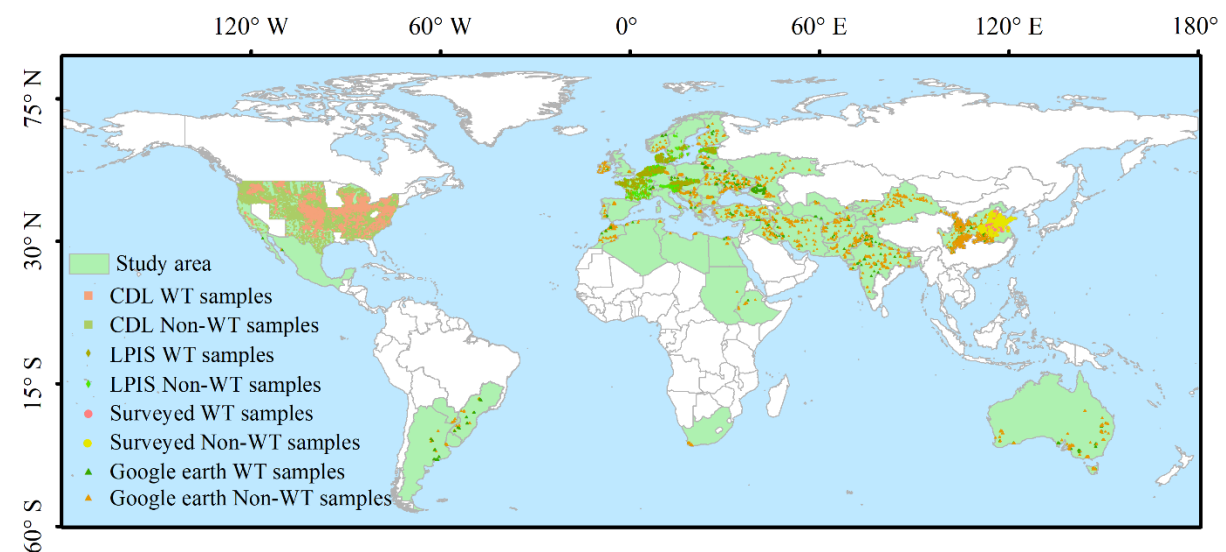 120° W 60° W 0° 60° E 120° E 180°
75° N
30° N
15° S
60° S
Study area
CDL WT samples
CDL Non-WT samples
LPIS WT samples
LPIS Non-WT samples
Surveyed WT samples
Surveyed Non-WT samples
Google earth WT samples
Google earth Non-WT samples